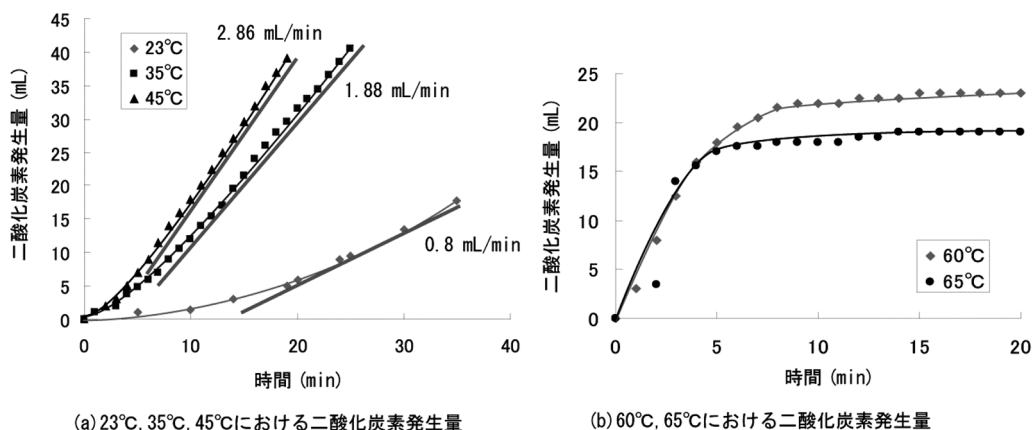 45
40
35
30
25
20
15
10
5
0
二酸化炭素発生量 (mL)
23℃
35℃
45℃
2.86 mL/min
1.88 mL/min
0.8 mL/min
0 10 20 30 40
時間 (min)
(a)23℃, 35℃, 45℃における二酸化炭素発生量
25
20
15
10
5
0
二酸化炭素発生量 (mL)
60℃
65℃
0 5 10 15 20
時間 (min)
(b)60℃, 65℃における二酸化炭素発生量